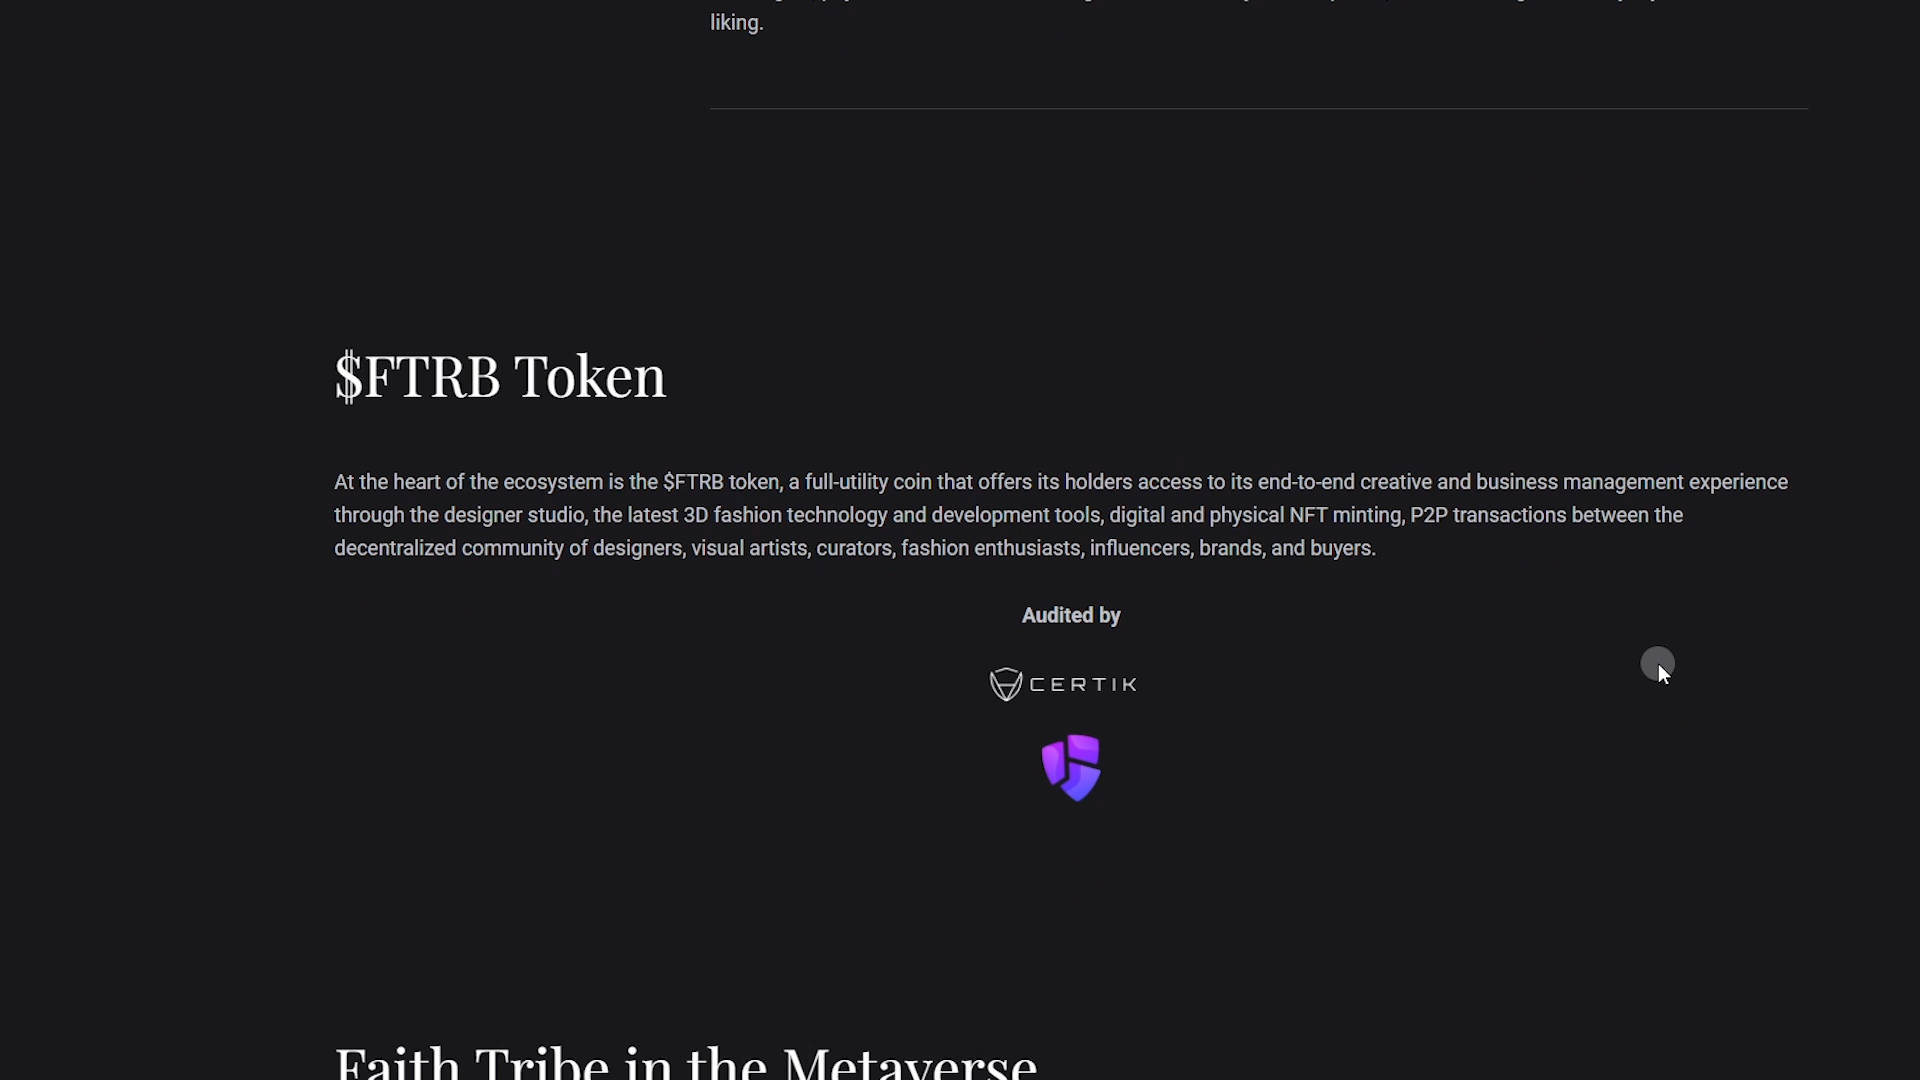 liking.
$FTRB Token
At the heart of the ecosystem is the $FTRB token, a full-utility coin that offers its holders access to its end-to-end creative and business management experience
through the designer studio, the latest 3D fashion technology and development tools, digital and physical NFT minting, P2P transactions between the
decentralized community of designers, visual artists, curators, fashion enthusiasts, influencers, brands, and buyers.
Audited by
CERTIK
Faith Tribe in the Metaverse